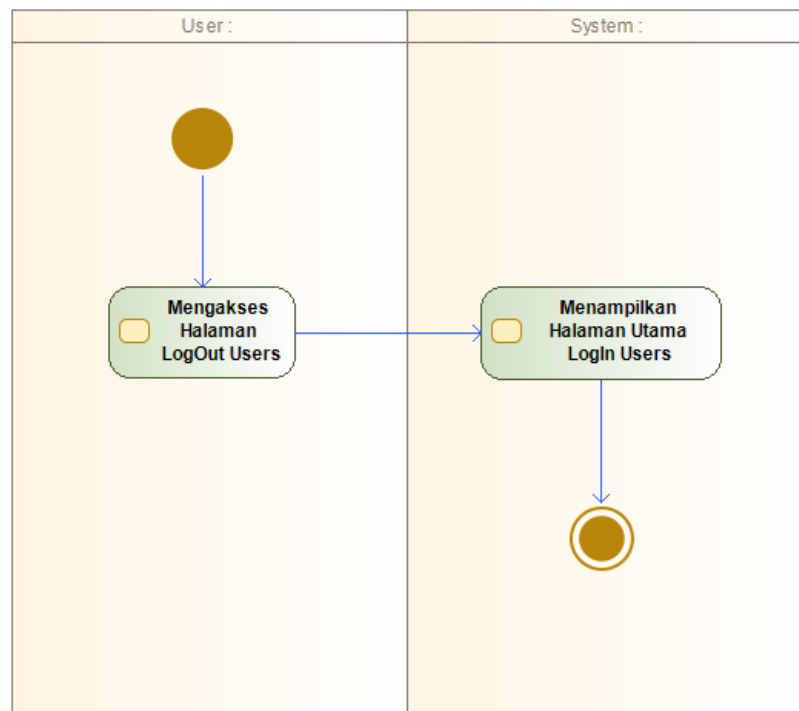 User :
System :
Mengakses
Halaman
LogOut Users
Menampilkan
Halaman Utama
LogIn Users